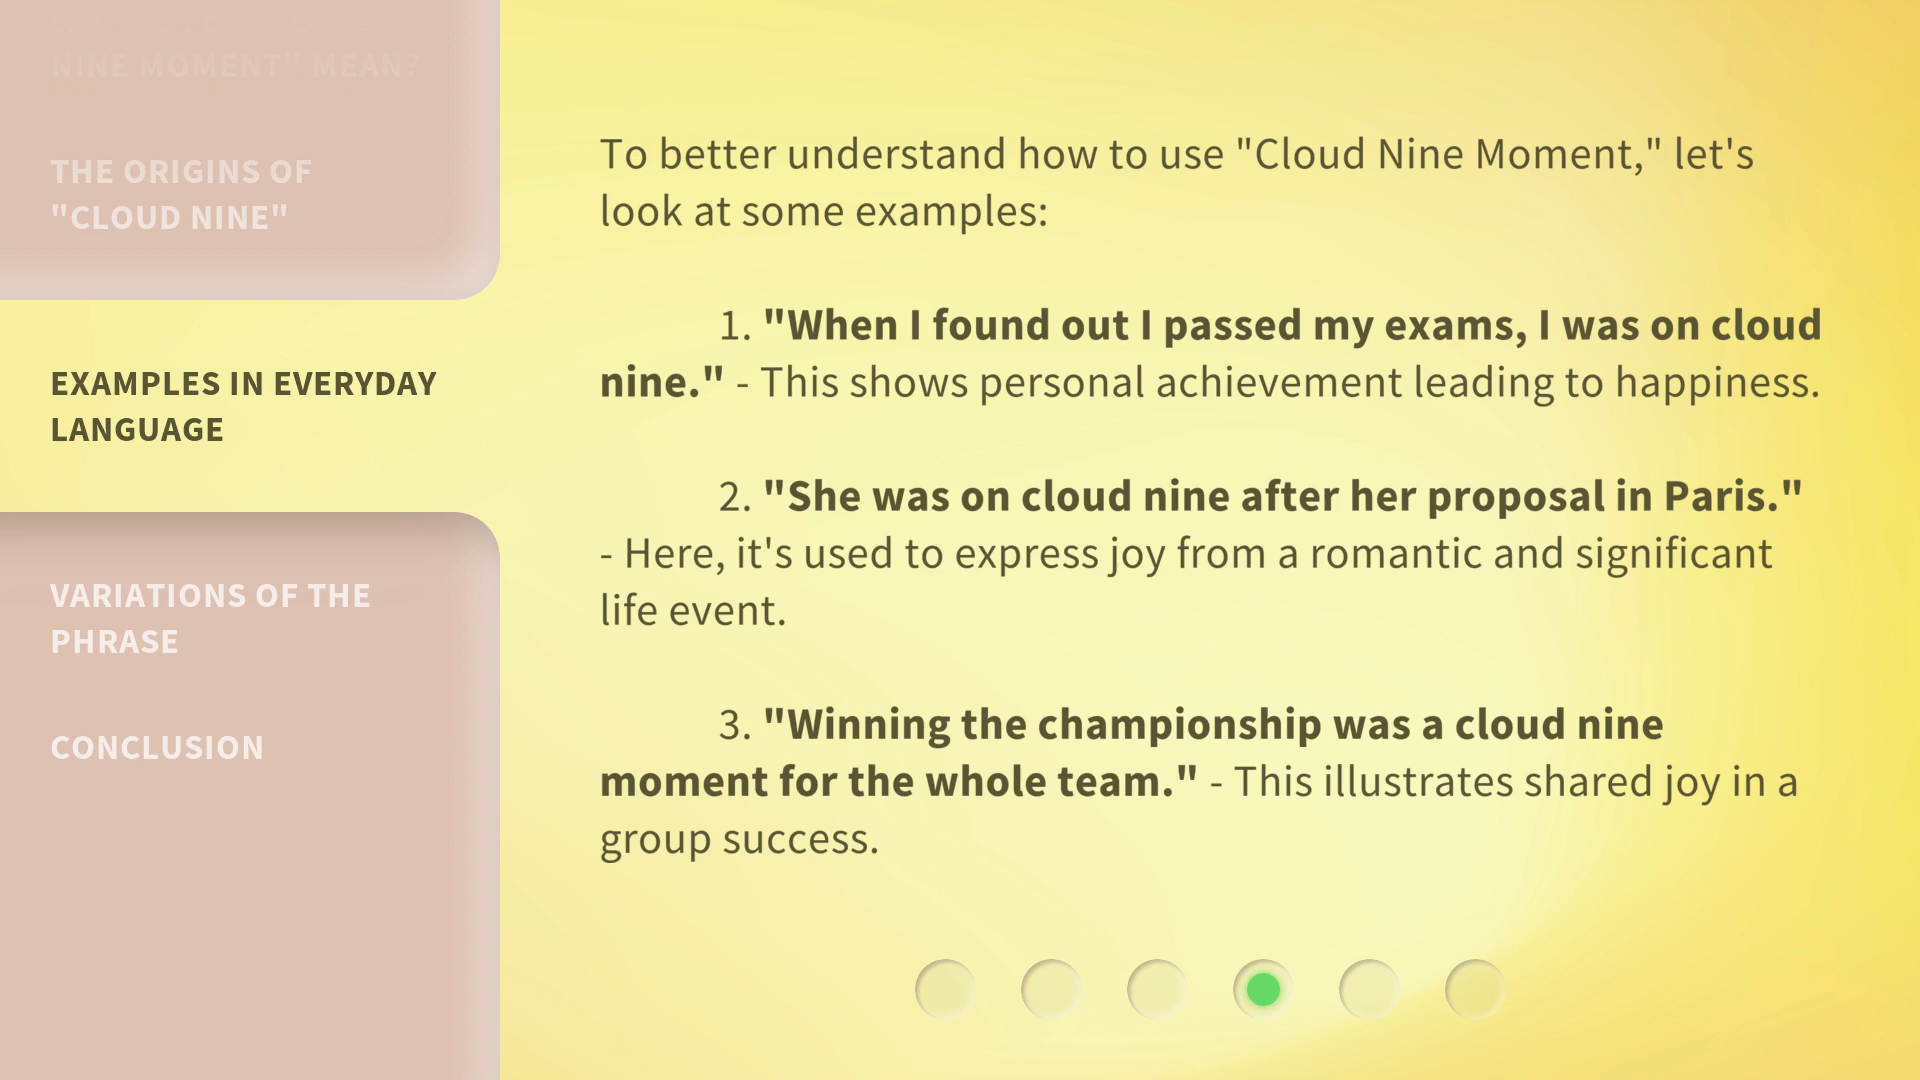 NINE MOMENT" MEAN?
THE ORIGINS OF
"CLOUD NINE"
EXAMPLES IN EVERYDAY
LANGUAGE
VARIATIONS OF THE
PHRASE
CONCLUSION
To better understand how to use "Cloud Nine Moment," let's
look at some examples:
1. "When I found out I passed my exams, I was on cloud
nine." - This shows personal achievement leading to happiness.
2. "She was on cloud nine after her proposal in Paris."
- Here, it's used to express joy from a romantic and significant
life event.
3. "Winning the championship was a cloud nine
moment for the whole team." - This illustrates shared joy in a
group success.